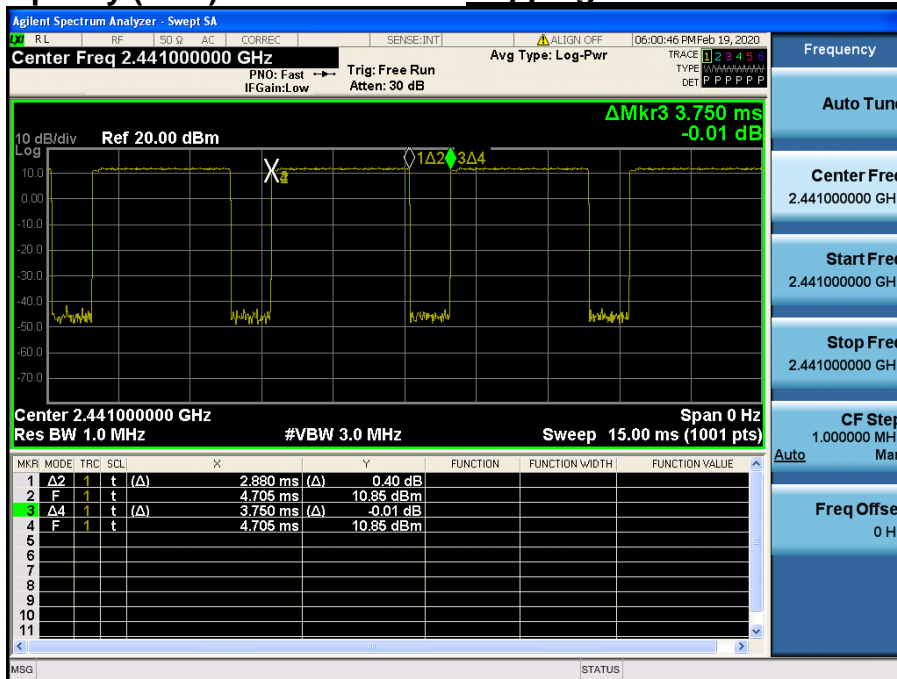 Agilent Spectrum Analyzer - Swept SA
LXI RL RF 50 Ω AC CORREC SENSE:INT ALIGN OFF 06:00:46 PM Feb 19, 2020
Center Freq 2.441000000 GHz
PNO: Fast
IFGain:Low
Trig: Free Run
Atten: 30 dB
Avg Type: Log-Pwr
TRACE 1 2 3 4 5 6
TYPE WWWWWW
DET P P P P P P
ΔMkr3 3.750 ms
-0.01 dB
10 dB/div Ref 20.00 dBm
Log
1Δ2 3Δ4
10.0
0.00
-10.0
-20.0
-30.0
-40.0
-50.0
-60.0
-70.0
Center 2.441000000 GHz Span 0 Hz
Res BW 1.0 MHz #VBW 3.0 MHz Sweep 15.00 ms (1001 pts)
MKR MODE TRC SCL X Y FUNCTION FUNCTION WIDTH FUNCTION VALUE
1 Δ2 1 t (Δ) 2.880 ms (Δ) 0.40 dB
2 F 1 t 4.705 ms 10.85 dBm
3 Δ4 1 t (Δ) 3.750 ms (Δ) -0.01 dB
4 F 1 t 4.705 ms 10.85 dBm
5
6
7
8
9
10
11
MSG STATUS
Frequency
Auto Tune
Center Freq
2.441000000 GH
Start Freq
2.441000000 GH
Stop Freq
2.441000000 GH
CF Step
1.000000 MH
Auto Man
Freq Offse
0 H